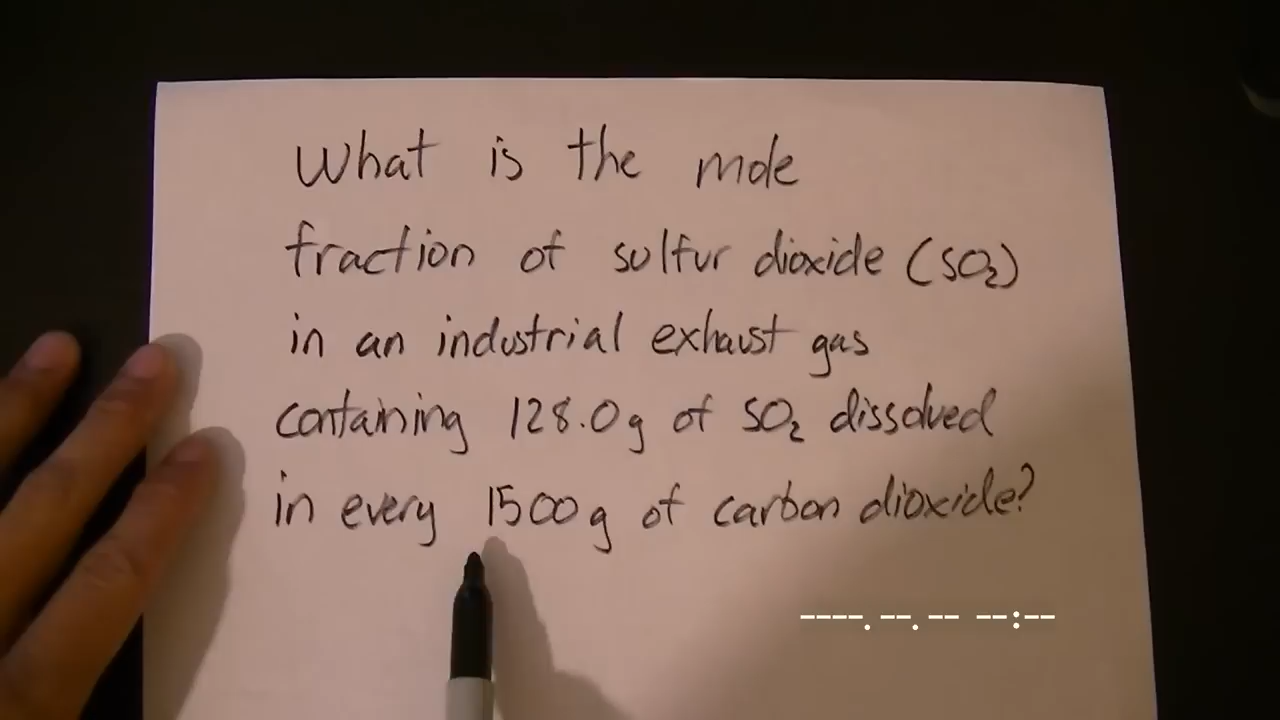 What is the mole
fraction of sulfur dioxide (SO₂)
in an industrial exhaust gas
containing 128.0g of SO₂ dissolved
in every 1500g of carbon dioxide?
----.--.-- --:--